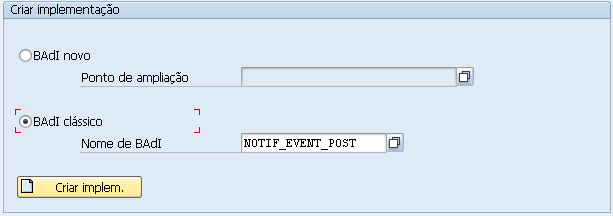 Criar implementação
BAdI novo
Ponto de ampliação
BAdI clássico
Nome de BAdI NOTIF_EVENT_POST
Criar implem.